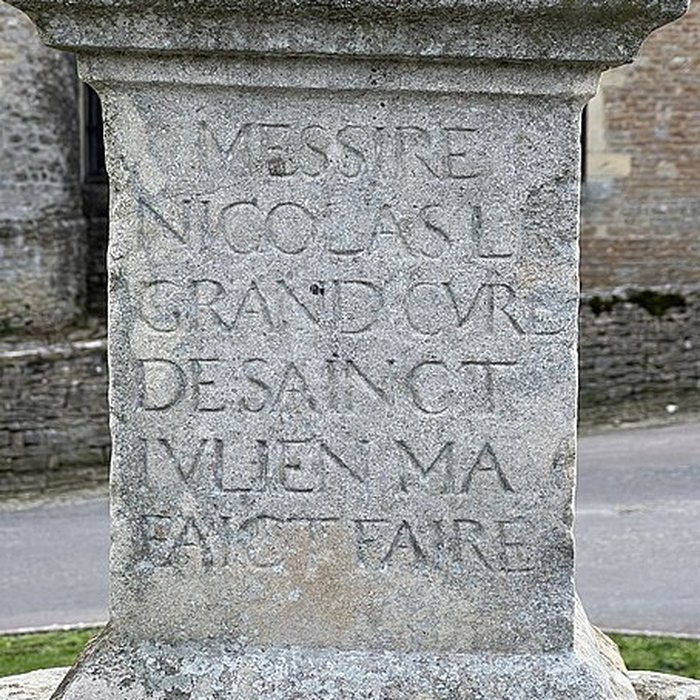 MESSIRE
NICOLAS L
GRAND CVRE
DE SAINCT
IVLIEN MA
FAICT FAIRE